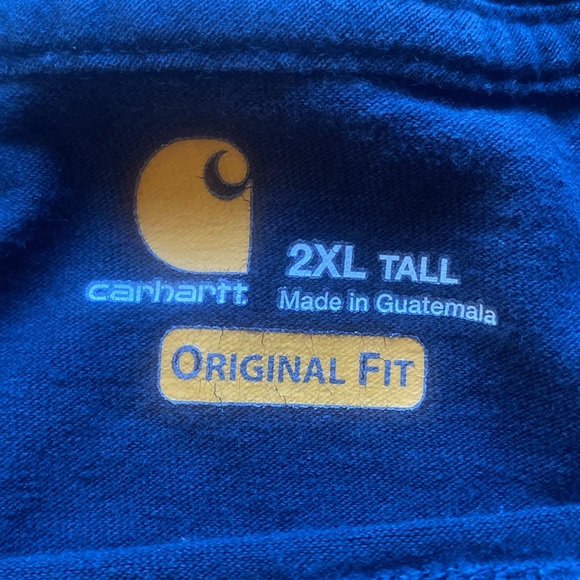 carhartt
2XL TALL
Made in Guatemala
ORIGINAL FIT